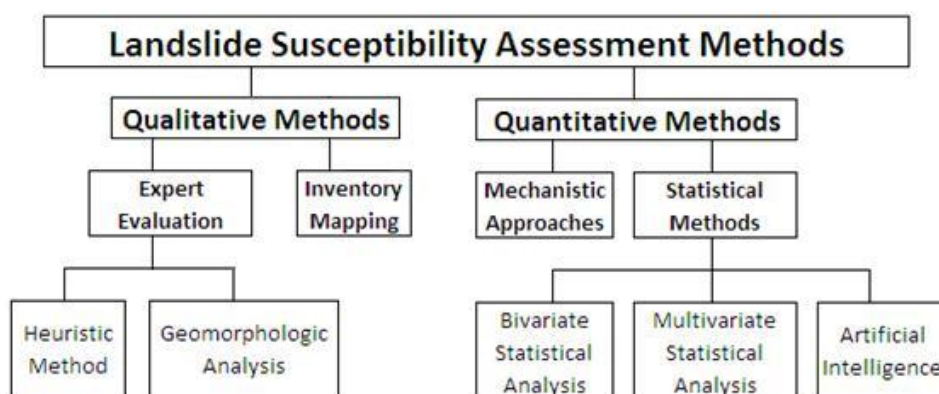 Landslide Susceptibility Assessment Methods
Qualitative Methods
Quantitative Methods
Expert
Evaluation
Inventory
Mapping
Mechanistic
Approaches
Statistical
Methods
Heuristic
Method
Geomorphologic
Analysis
Bivariate
Statistical
Analysis
Multivariate
Statistical
Analysis
Artificial
Intelligence